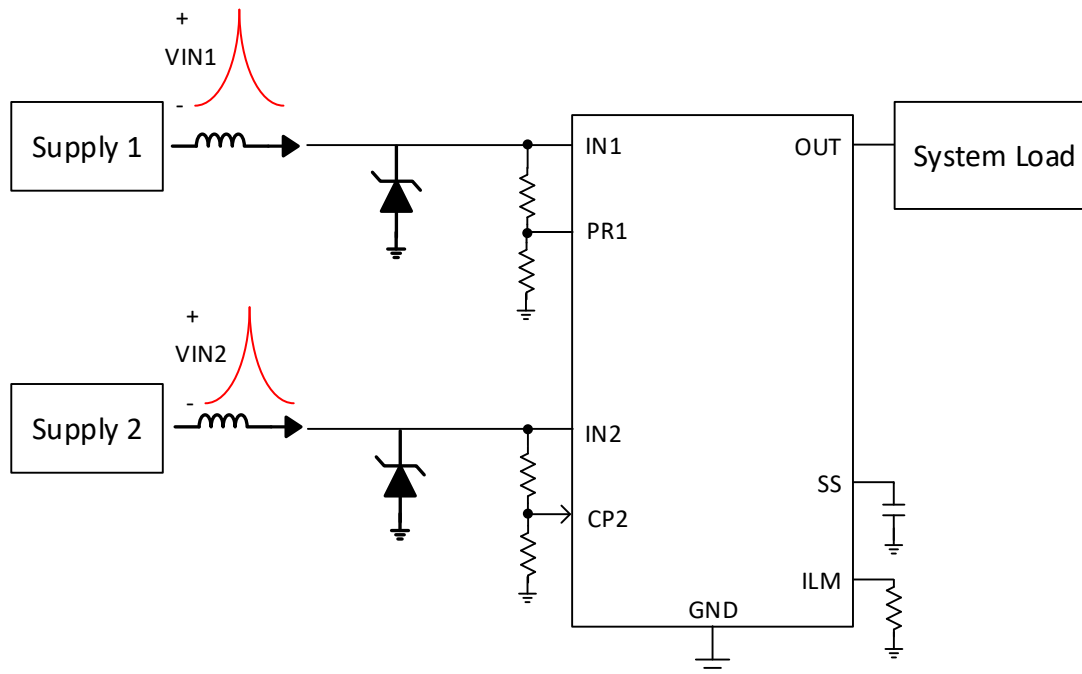 +
VIN1
-
Supply 1
IN1
OUT
System Load
PR1
+
VIN2
-
Supply 2
IN2
CP2
SS
ILM
GND